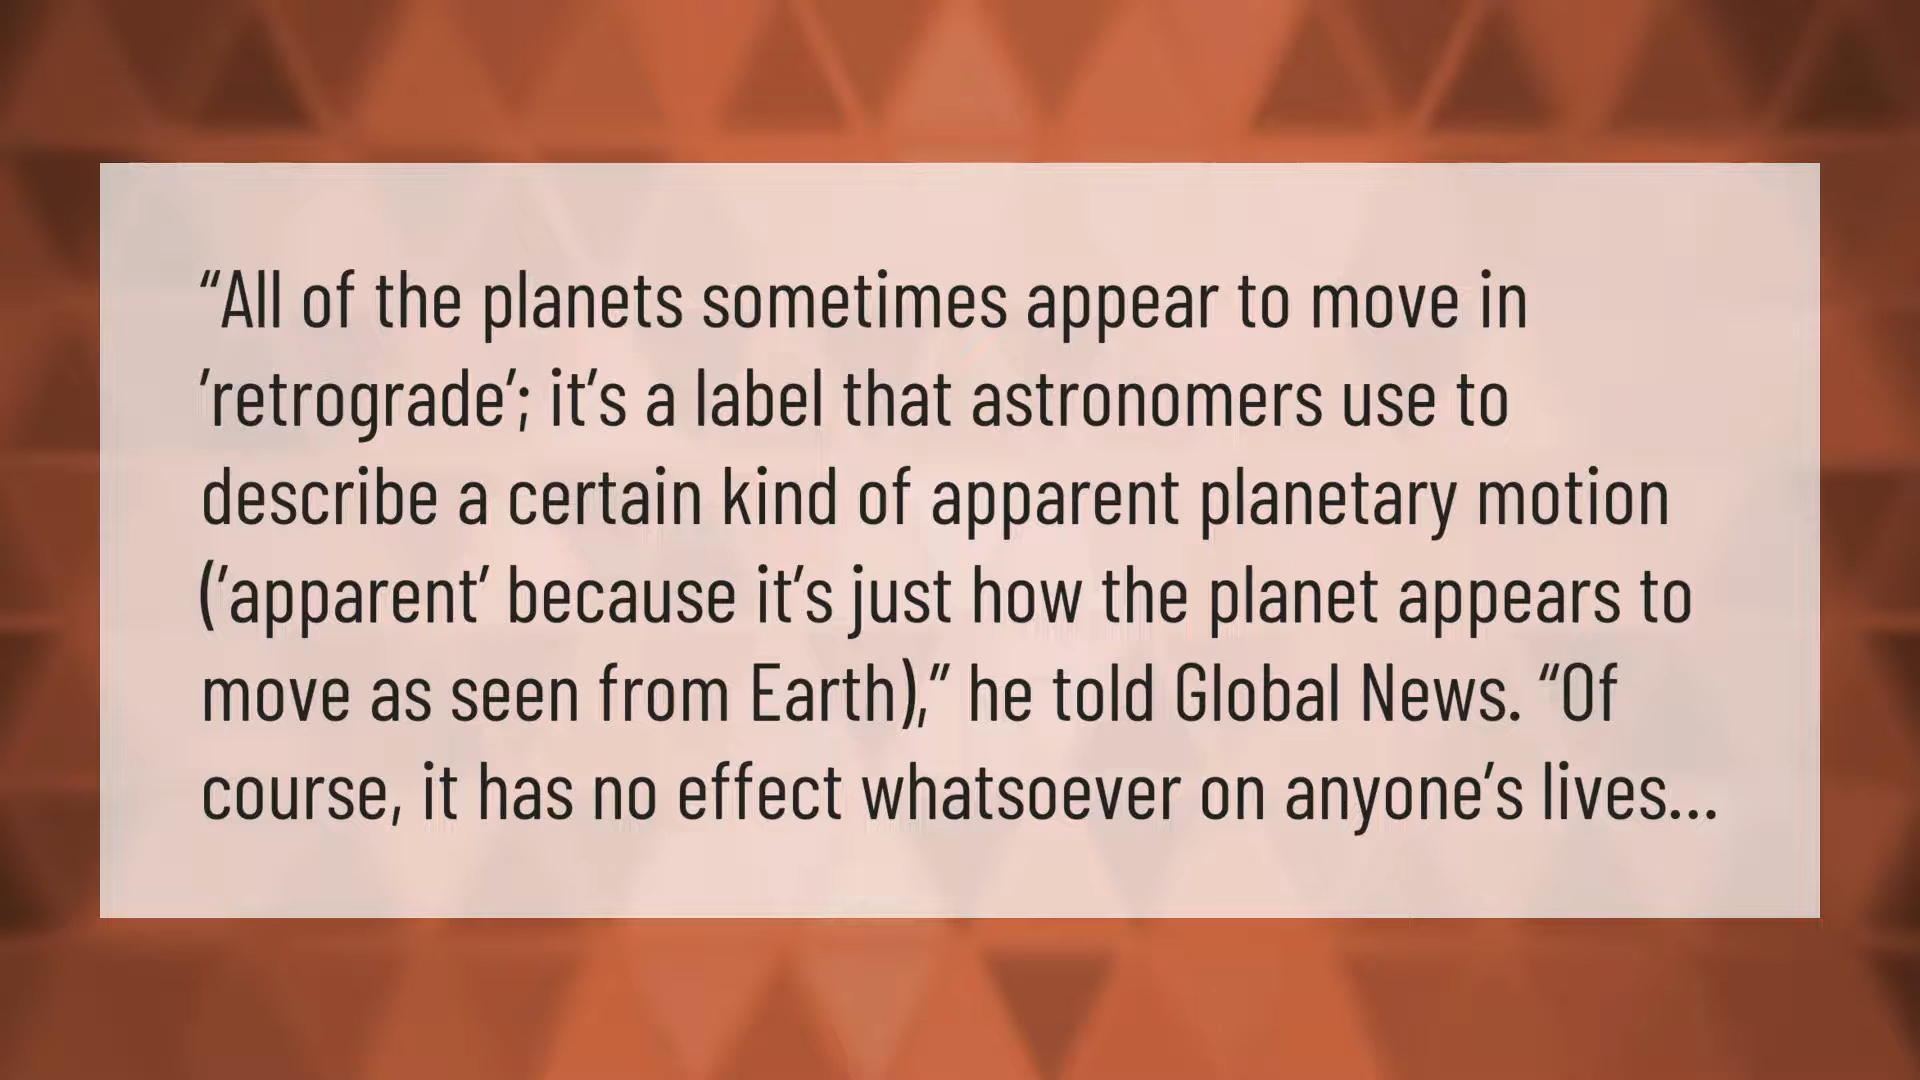 “All of the planets sometimes appear to move in
’retrograde’; it’s a label that astronomers use to
describe a certain kind of apparent planetary motion
(’apparent’ because it’s just how the planet appears to
move as seen from Earth),” he told Global News. “Of
course, it has no effect whatsoever on anyone’s lives...